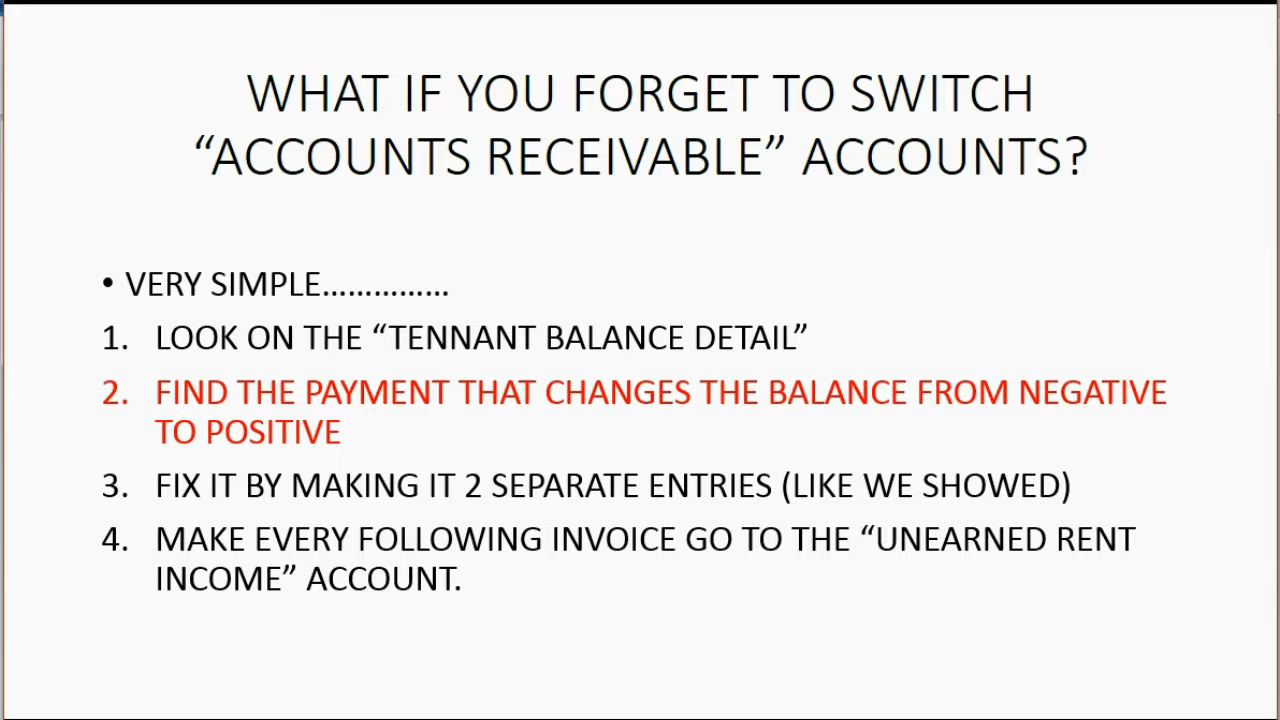 WHAT IF YOU FORGET TO SWITCH
“ACCOUNTS RECEIVABLE” ACCOUNTS?
• VERY SIMPLE……………
1. LOOK ON THE “TENNANT BALANCE DETAIL”
2. FIND THE PAYMENT THAT CHANGES THE BALANCE FROM NEGATIVE
TO POSITIVE
3. FIX IT BY MAKING IT 2 SEPARATE ENTRIES (LIKE WE SHOWED)
4. MAKE EVERY FOLLOWING INVOICE GO TO THE “UNEARNED RENT
INCOME” ACCOUNT.